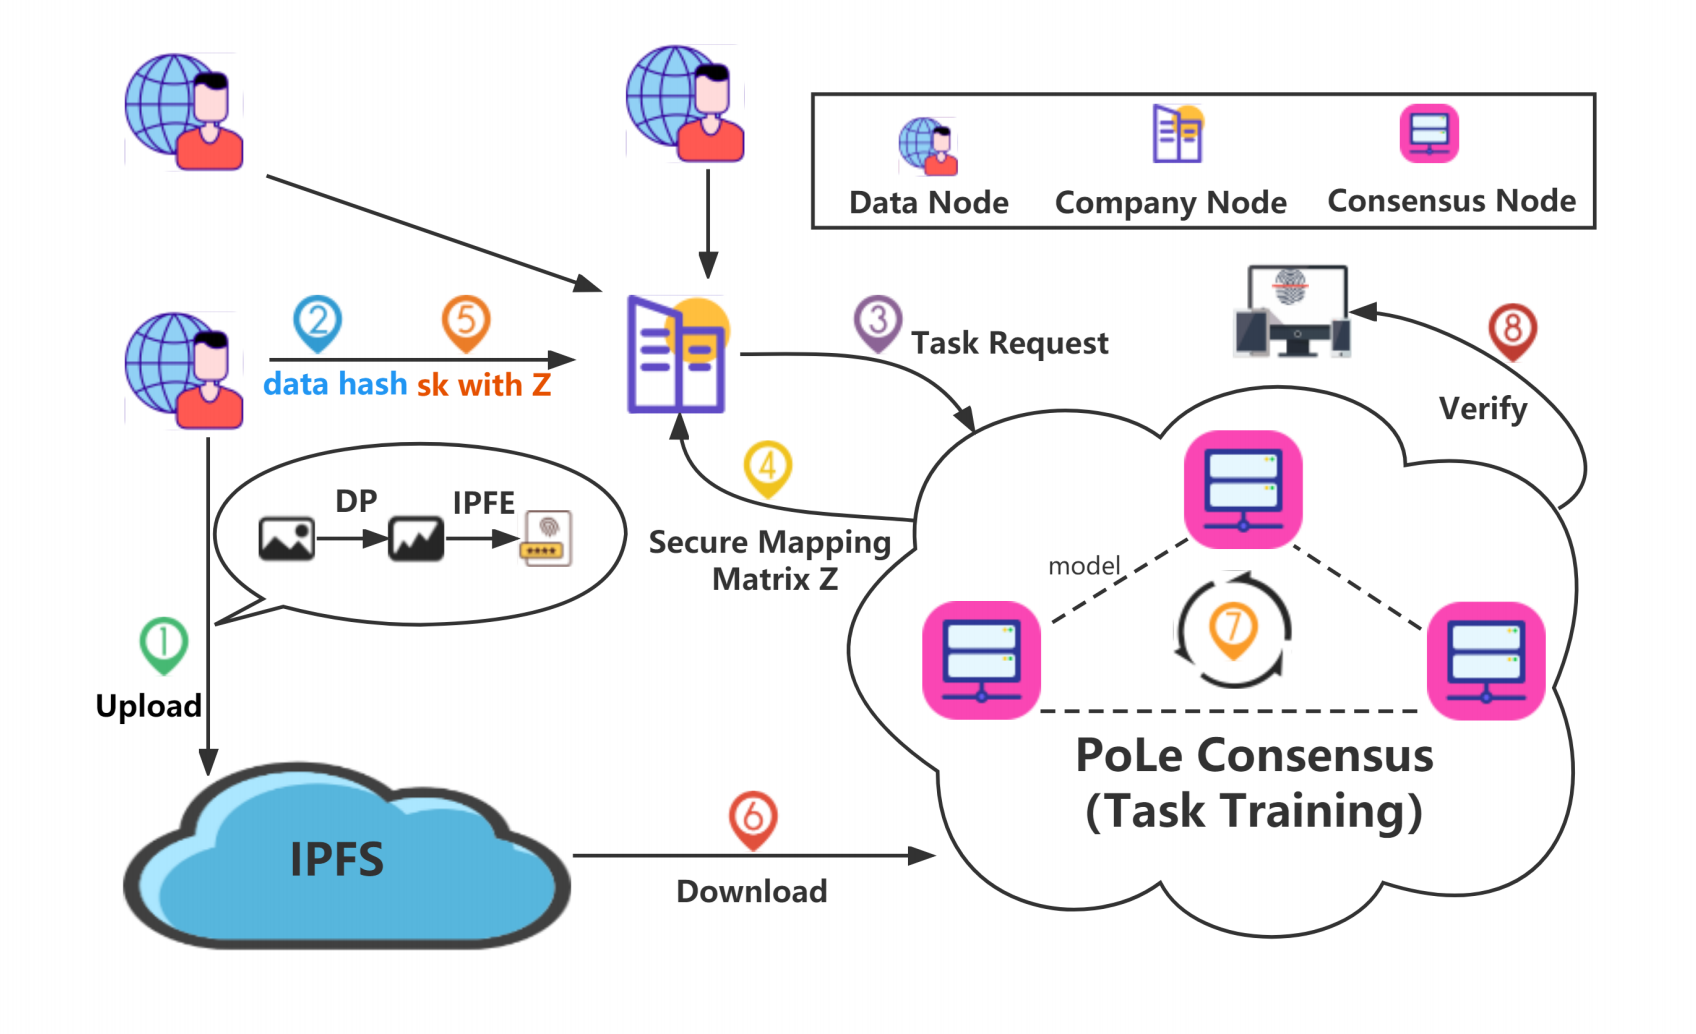 Data Node
Company Node
Consensus Node
2
5
data hash
sk with Z
3
Task Request
8
Verify
4
Secure Mapping
Matrix Z
DP
IPFE
****
1
Upload
model
7
PoLe Consensus
(Task Training)
IPFS
6
Download